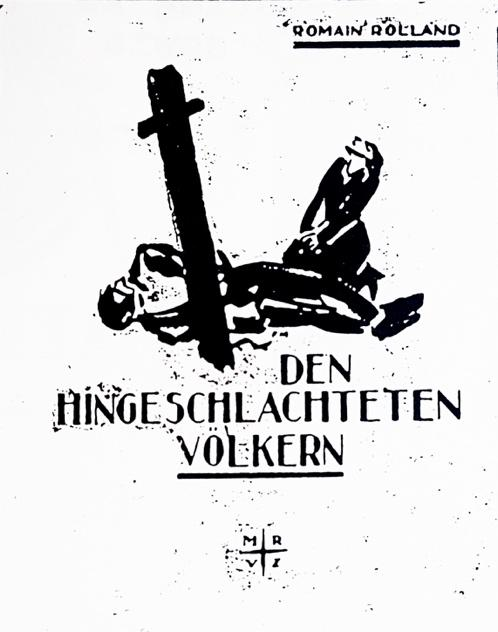 ROMAIN ROLLAND
DEN
HINGESCHLACHTETEN
VÖLKERN
M R
V Z